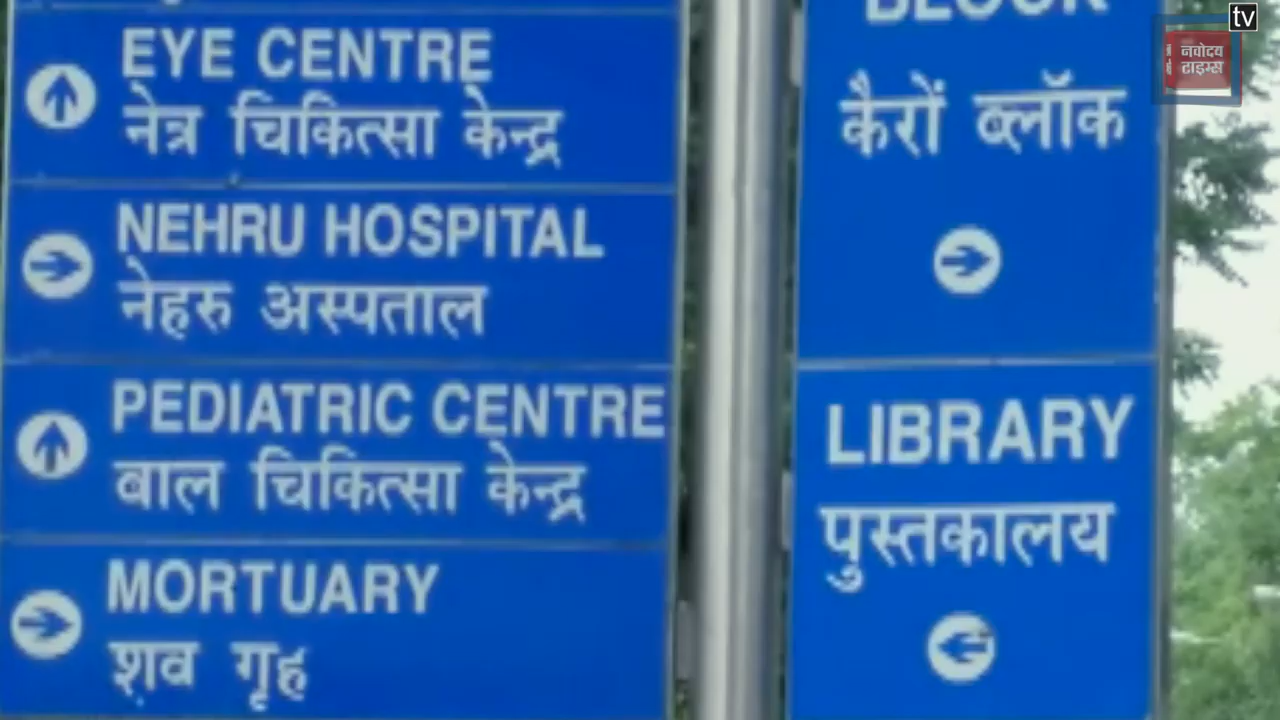 EYE CENTRE
नेत्र चिकित्सा केन्द्र
NEHRU HOSPITAL
नेहरु अस्पताल
PEDIATRIC CENTRE
बाल चिकित्सा केन्द्र
MORTUARY
शव गृह
BLOCK
कैरों ब्लॉक
LIBRARY
पुस्तकालय
tv
नवोदय
टाइम्स